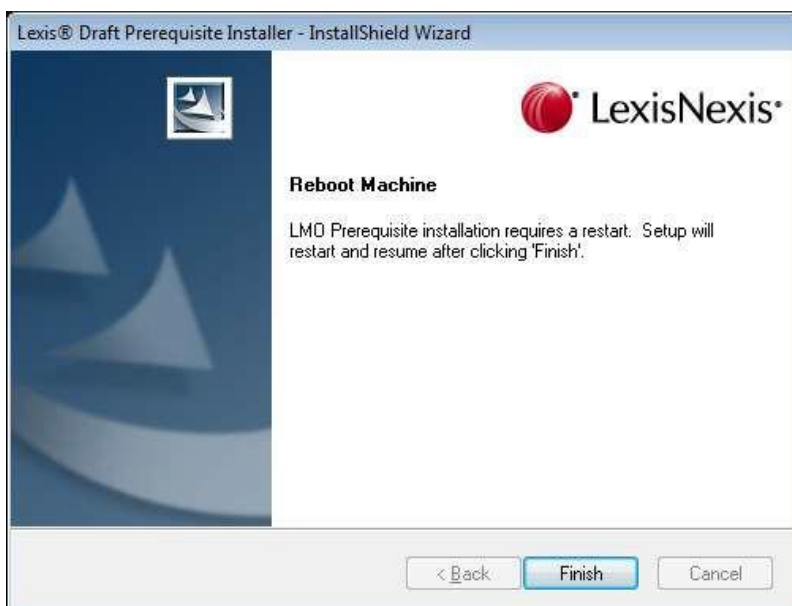 Lexis® Draft Prerequisite Installer - InstallShield Wizard
LexisNexis®
Reboot Machine
LMO Prerequisite installation requires a restart. Setup will
restart and resume after clicking 'Finish'.
< Back
Finish
Cancel